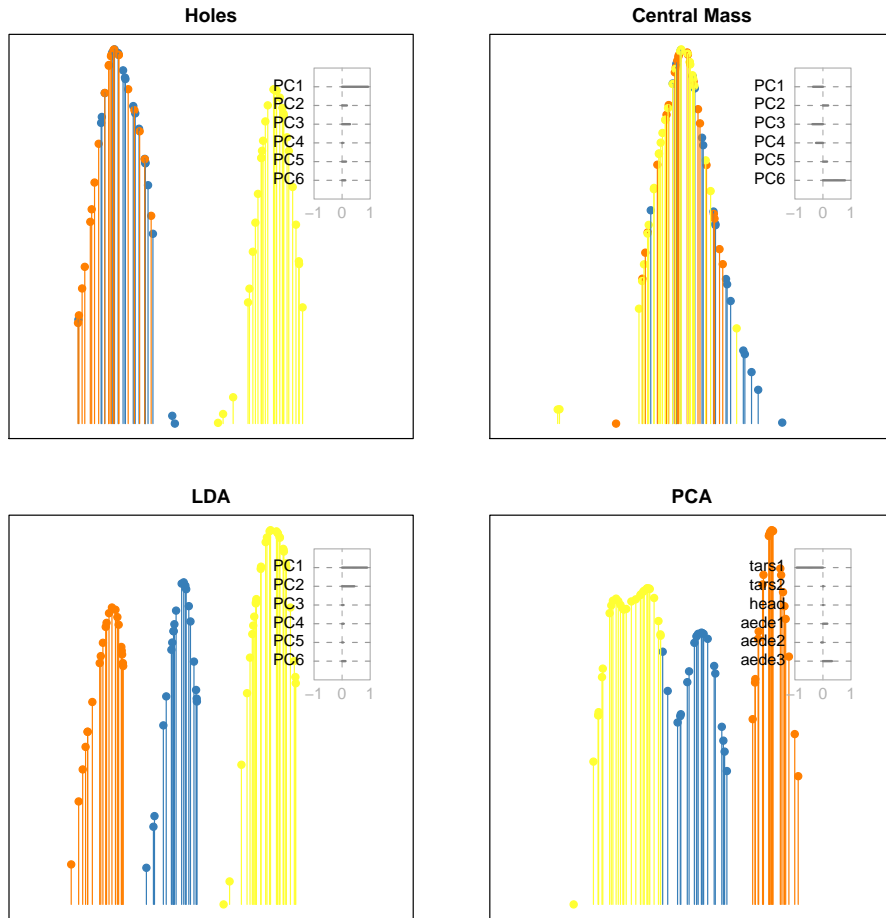 Holes
PC1
PC2
PC3
PC4
PC5
PC6
−1 0 1
Central Mass
PC1
PC2
PC3
PC4
PC5
PC6
−1 0 1
LDA
PC1
PC2
PC3
PC4
PC5
PC6
−1 0 1
PCA
tars1
tars2
head
aede1
aede2
aede3
−1 0 1